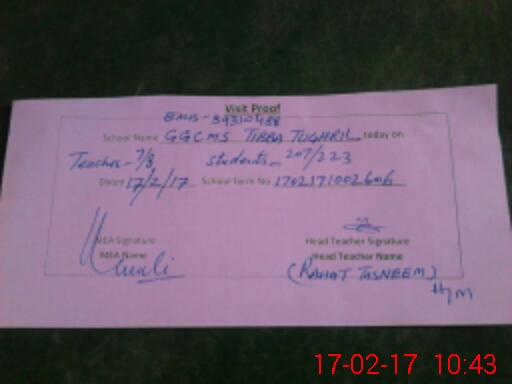 Visit Proof
EMIS - 39310458
School Name GGCMS TIBBA TUGHRIL today on
Teacher - 7/8 students - 207/223
Dated 17/2/17 School form No. 1702171002606
MEA Signature Head Teacher Signature
MEA Name Head Teacher Name
(RAHAT TASNEEM)
H/M
17-02-17 10:43